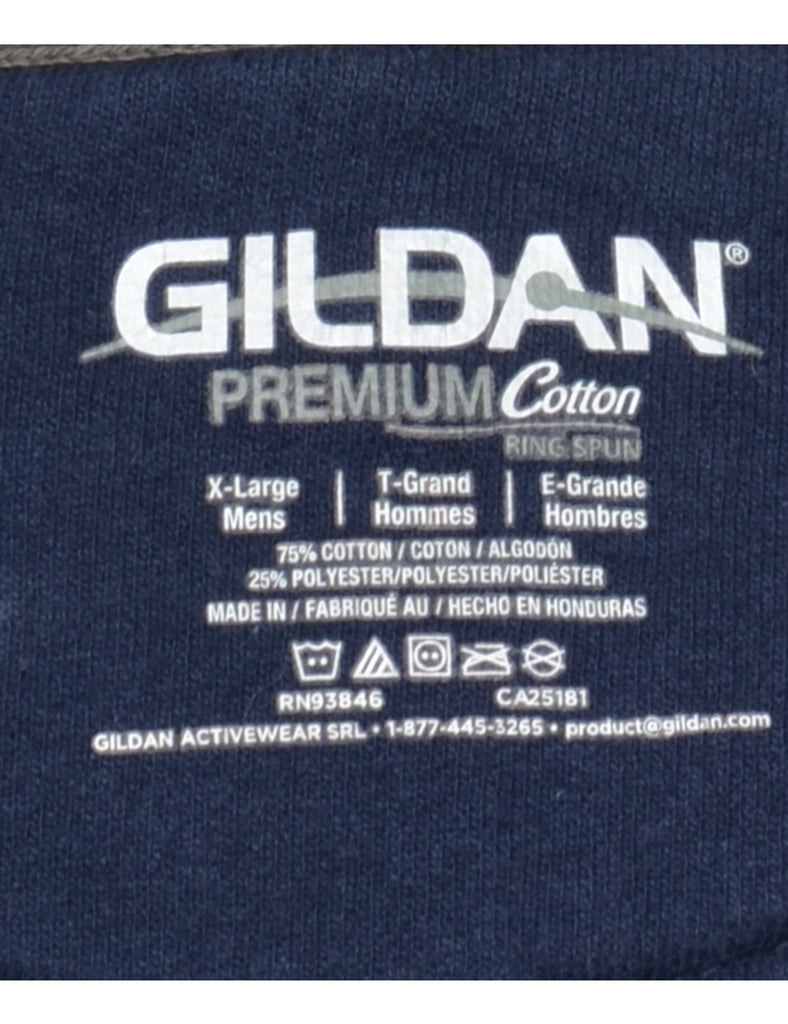 GILDAN®
PREMIUM Cotton
RING SPUN
X-Large | T-Grand | E-Grande
Mens | Hommes | Hombres
75% COTTON / COTON / ALGODÓN
25% POLYESTER/POLYESTER/POLIÉSTER
MADE IN / FABRIQUÉ AU / HECHO EN HONDURAS
RN93846 CA25181
GILDAN ACTIVEWEAR SRL • 1-877-445-3265 • product@gildan.com